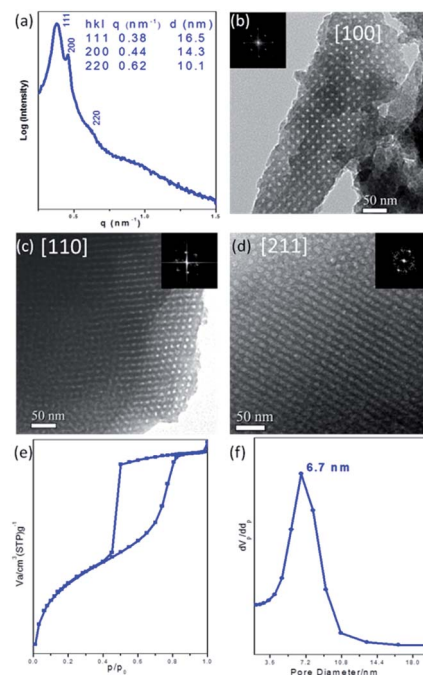 (a)
hkl q (nm⁻¹) d (nm)
111 0.38 16.5
200 0.44 14.3
220 0.62 10.1
111
200
220
Log (Intensity)
0.5 1.0 1.5
q (nm⁻¹)
(b) [100]
50 nm
(c) [110]
50 nm
(d) [211]
50 nm
(e)
Va/cm³(STP)g⁻¹
0.0 0.2 0.4 0.6 0.8 1.0
p/p₀
(f)
6.7 nm
dVₚ/ddₚ
3.6 7.2 10.8 14.4 18.0
Pore Diameter/nm